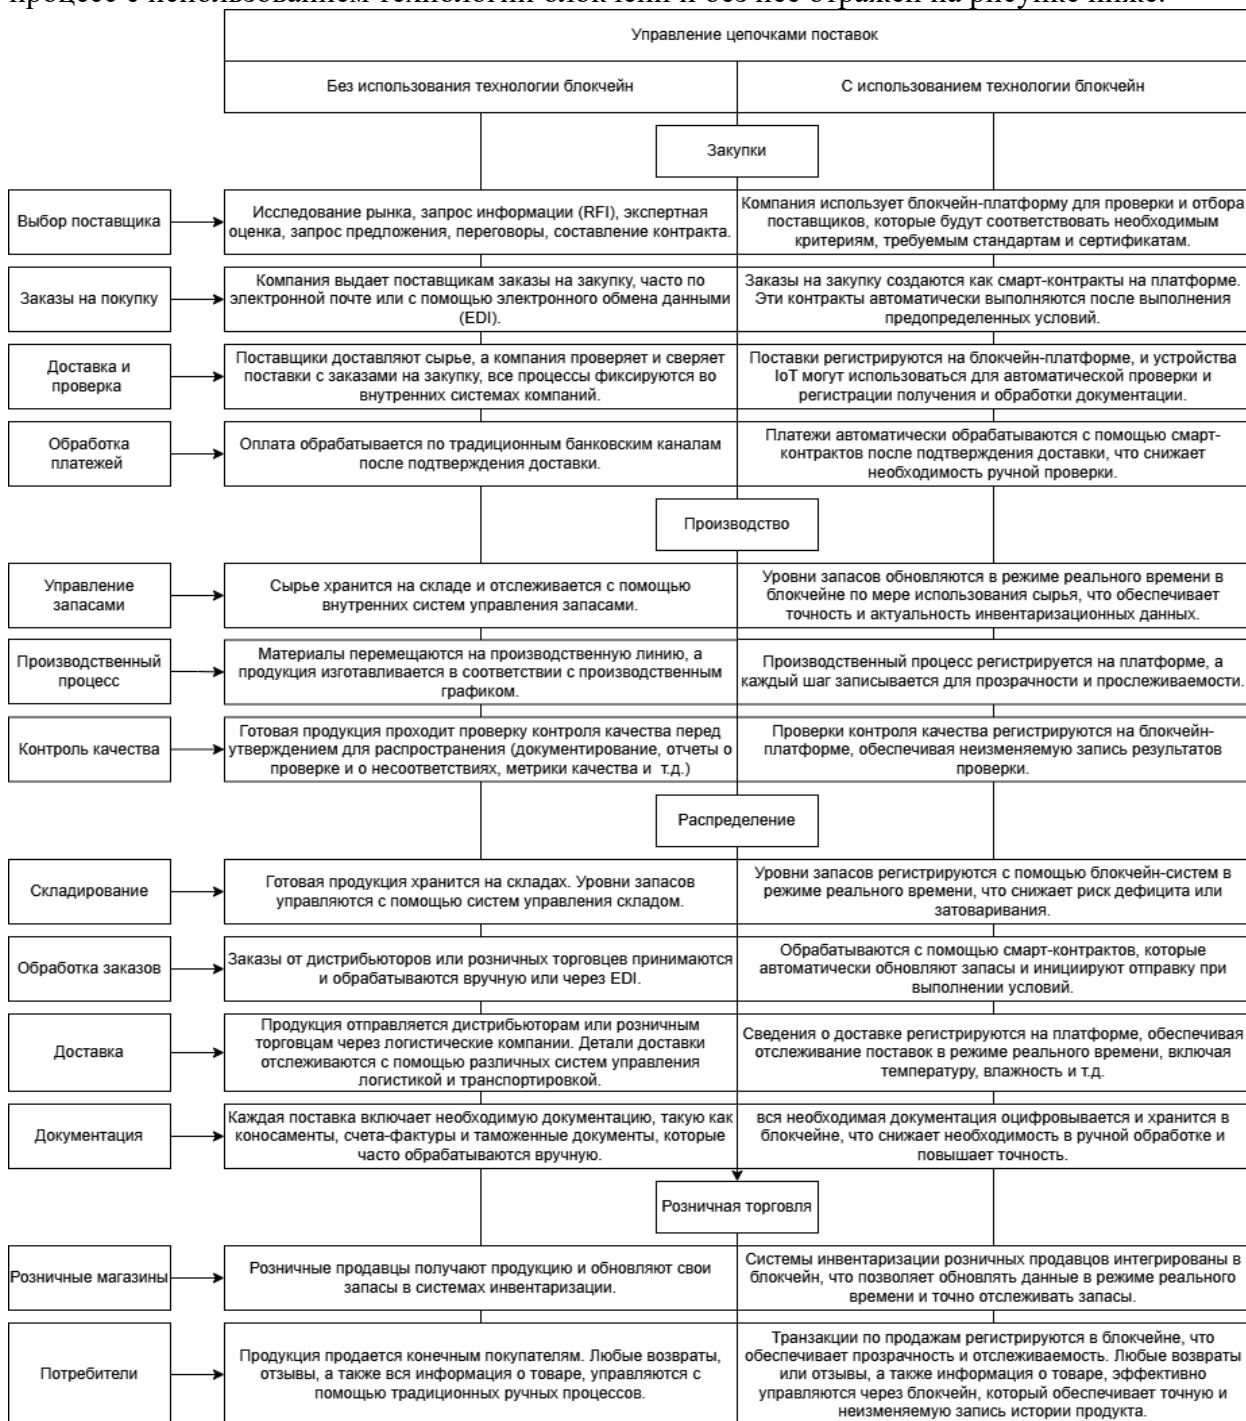 процесс с использованием технологии блокчейн и без нее отражен на рисунке ниже.
Управление цепочками поставок
Без использования технологии блокчейн
С использованием технологии блокчейн
Закупки
Выбор поставщика
Исследование рынка, запрос информации (RFI), экспертная
оценка, запрос предложения, переговоры, составление контракта.
Компания использует блокчейн-платформу для проверки и отбора
поставщиков, которые будут соответствовать необходимым
критериям, требуемым стандартам и сертификатам.
Заказы на покупку
Компания выдает поставщикам заказы на закупку, часто по
электронной почте или с помощью электронного обмена данными
(EDI).
Заказы на закупку создаются как смарт-контракты на платформе.
Эти контракты автоматически выполняются после выполнения
предопределенных условий.
Доставка и
проверка
Поставщики доставляют сырье, а компания проверяет и сверяет
поставки с заказами на закупку, все процессы фиксируются во
внутренних системах компаний.
Поставки регистрируются на блокчейн-платформе, и устройства
IoT могут использоваться для автоматической проверки и
регистрации получения и обработки документации.
Обработка
платежей
Оплата обрабатывается по традиционным банковским каналам
после подтверждения доставки.
Платежи автоматически обрабатываются с помощью смарт-
контрактов после подтверждения доставки, что снижает
необходимость ручной проверки.
Производство
Управление
запасами
Сырье хранится на складе и отслеживается с помощью
внутренних систем управления запасами.
Уровни запасов обновляются в режиме реального времени в
блокчейне по мере использования сырья, что обеспечивает
точность и актуальность инвентаризационных данных.
Производственный
процесс
Материалы перемещаются на производственную линию, а
продукция изготавливается в соответствии с производственным
графиком.
Производственный процесс регистрируется на платформе, а
каждый шаг записывается для прозрачности и прослеживаемости.
Контроль качества
Готовая продукция проходит проверку контроля качества перед
утверждением для распространения (документирование, отчеты о
проверке и о несоответствиях, метрики качества и т.д.)
Проверки контроля качества регистрируются на блокчейн-
платформе, обеспечивая неизменяемую запись результатов
проверки.
Распределение
Складирование
Готовая продукция хранится на складах. Уровни запасов
управляются с помощью систем управления складом.
Уровни запасов регистрируются с помощью блокчейн-систем в
режиме реального времени, что снижает риск дефицита или
затоваривания.
Обработка заказов
Заказы от дистрибьюторов или розничных торговцев принимаются
и обрабатываются вручную или через EDI.
Обрабатываются с помощью смарт-контрактов, которые
автоматически обновляют запасы и инициируют отправку при
выполнении условий.
Доставка
Продукция отправляется дистрибьюторам или розничным
торговцам через логистические компании. Детали доставки
отслеживаются с помощью различных систем управления
логистикой и транспортировкой.
Сведения о доставке регистрируются на платформе, обеспечивая
отслеживание поставок в режиме реального времени, включая
температуру, влажность и т.д.
Документация
Каждая поставка включает необходимую документацию, такую как
коносаменты, счета-фактуры и таможенные документы, которые
часто обрабатываются вручную.
вся необходимая документация оцифровывается и хранится в
блокчейне, что снижает необходимость в ручной обработке и
повышает точность.
Розничная торговля
Розничные магазины
Розничные продавцы получают продукцию и обновляют свои
запасы в системах инвентаризации.
Системы инвентаризации розничных продавцов интегрированы в
блокчейн, что позволяет обновлять данные в режиме реального
времени и точно отслеживать запасы.
Потребители
Продукция продается конечным покупателям. Любые возвраты,
отзывы, а также вся информация о товаре, управляются с
помощью традиционных ручных процессов.
Транзакции по продажам регистрируются в блокчейне, что
обеспечивает прозрачность и отслеживаемость. Любые возвраты
или отзывы, а также информация о товаре, эффективно
управляются через блокчейн, который обеспечивает точную и
неизменяемую запись истории продукта.